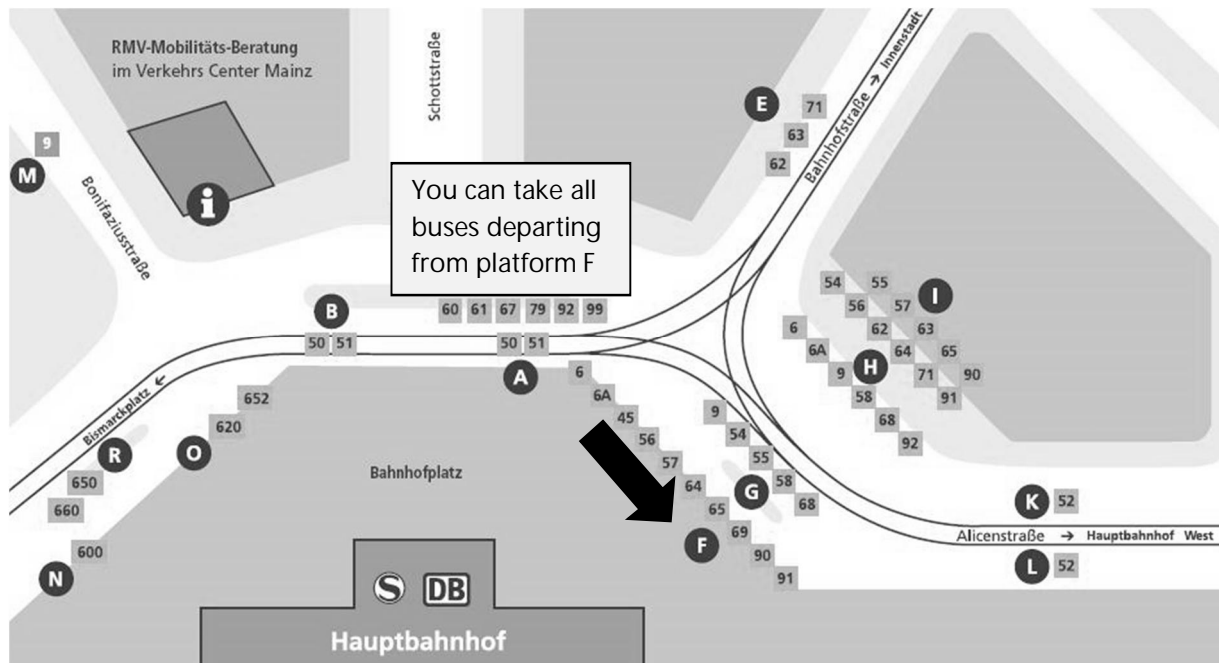 RMV-Mobilitäts-Beratung
im Verkehrs Center Mainz
Schottstraße
Bahnhofstraße → Innenstadt
E
71
63
62
9
M
Bonifaziusstraße
i
You can take all
buses departing
from platform F
B
60 61 67 79 92 99
50 51
50 51
A
54 55
56 57 I
6 62 63
6A 64 65
9 H 71 90
58 91
68
92
6
6A
45
56
57
64
65
69
90
91
F
9
54
55
58
68
G
652
620
O
Bismarckplatz ←
R
650
660
600
N
Bahnhofplatz
K 52
Alicenstraße → Hauptbahnhof West
L 52
S DB
Hauptbahnhof